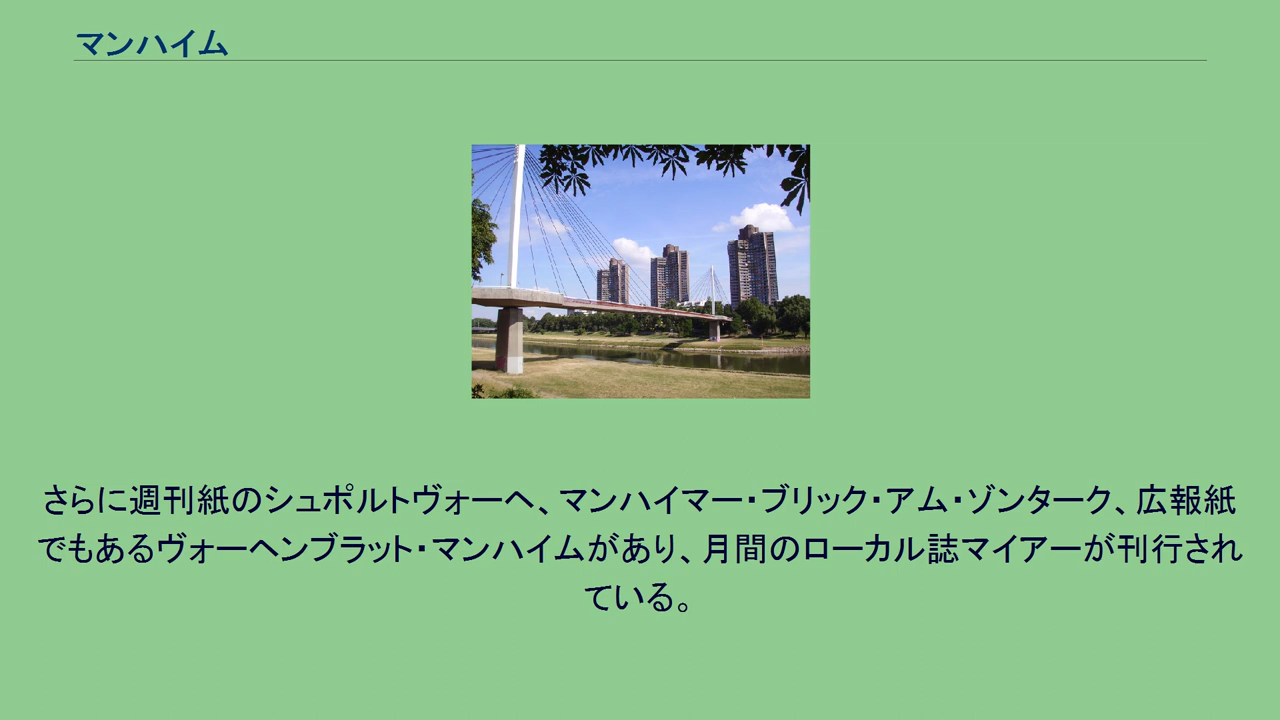 マンハイム
さらに週刊紙のシュポルトヴォーヘ、マンハイマー・ブリック・アム・ゾンターク、広報紙
でもあるヴォーヘンブラット・マンハイムがあり、月間のローカル誌マイアーが刊行され
ている。